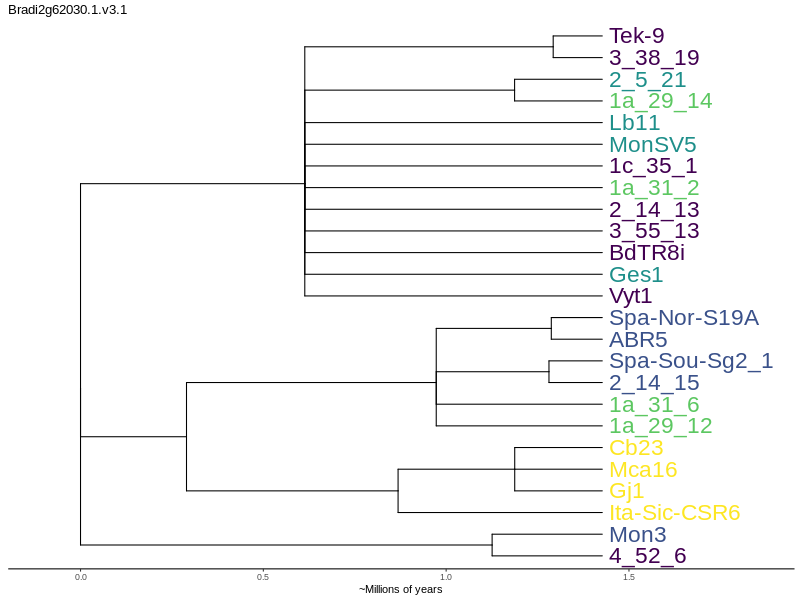 Bradi2g62030.1.v3.1
Tek-9
3_38_19
2_5_21
1a_29_14
Lb11
MonSV5
1c_35_1
1a_31_2
2_14_13
3_55_13
BdTR8i
Ges1
Vyt1
Spa-Nor-S19A
ABR5
Spa-Sou-Sg2_1
2_14_15
1a_31_6
1a_29_12
Cb23
Mca16
Gj1
Ita-Sic-CSR6
Mon3
4_52_6
0.0 0.5 1.0 1.5
~Millions of years